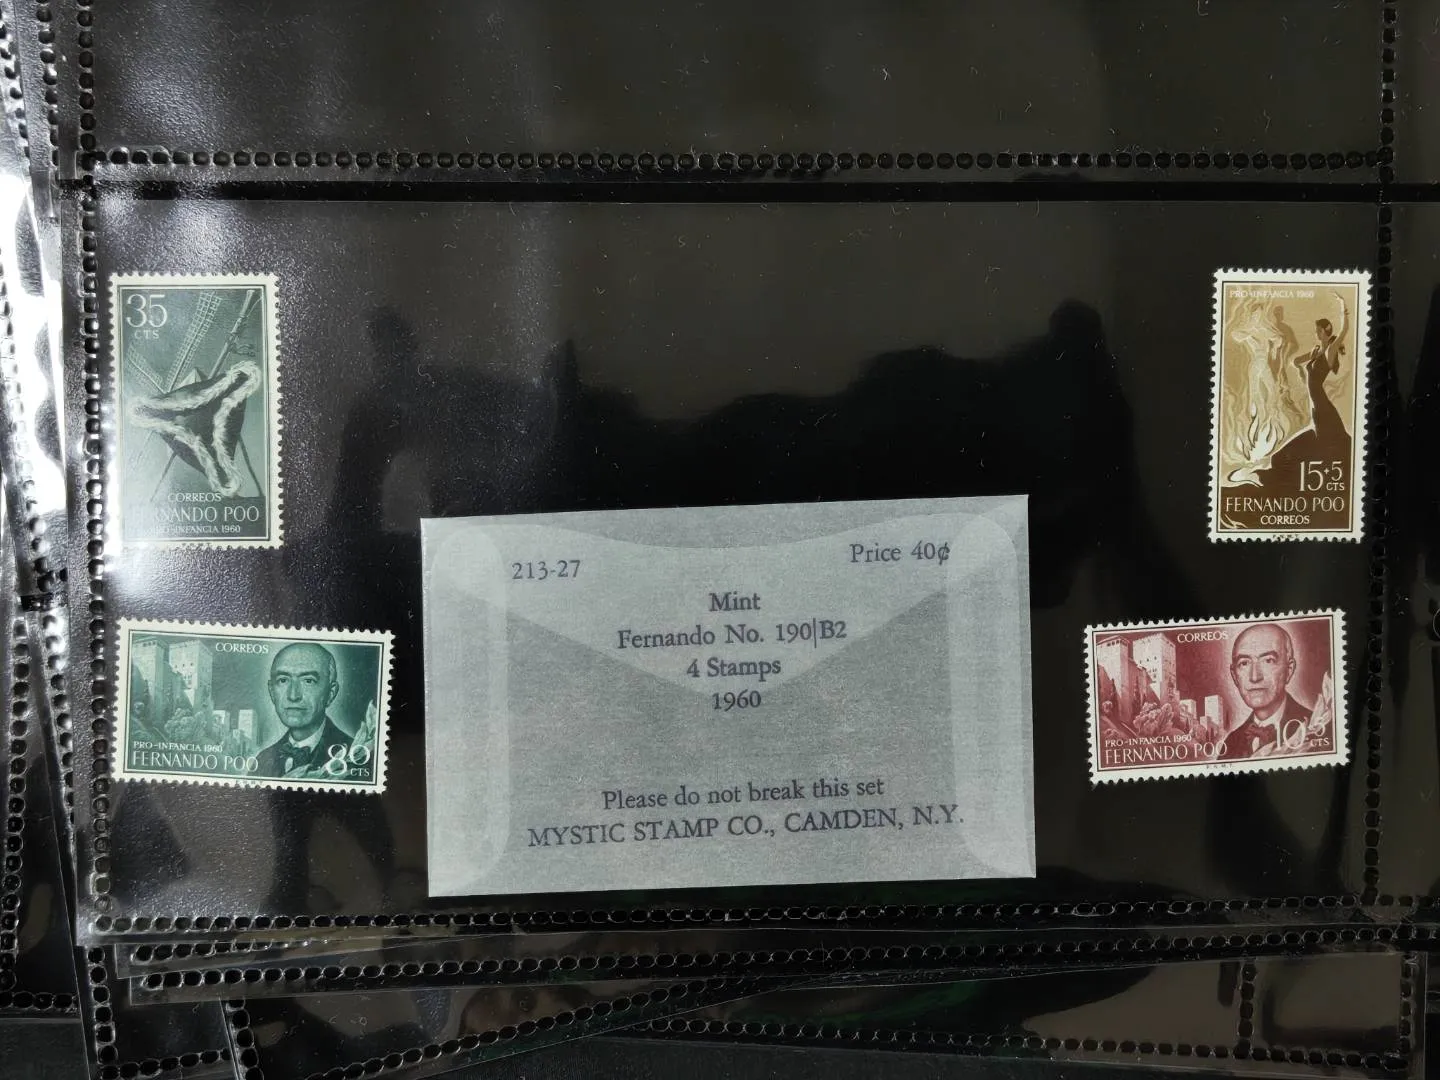 35
CTS
CORREOS
FERNANDO POO
PRO-INFANCIA 1960
PRO-INFANCIA 1960
15+5
CTS
FERNANDO POO
CORREOS
CORREOS
PRO-INFANCIA 1960
FERNANDO POO
80
CTS
213-27
Price 40¢
Mint
Fernando No. 190|B2
4 Stamps
1960
Please do not break this set
MYSTIC STAMP CO., CAMDEN, N.Y.
CORREOS
PRO-INFANCIA 1960
FERNANDO POO
10+5
CTS